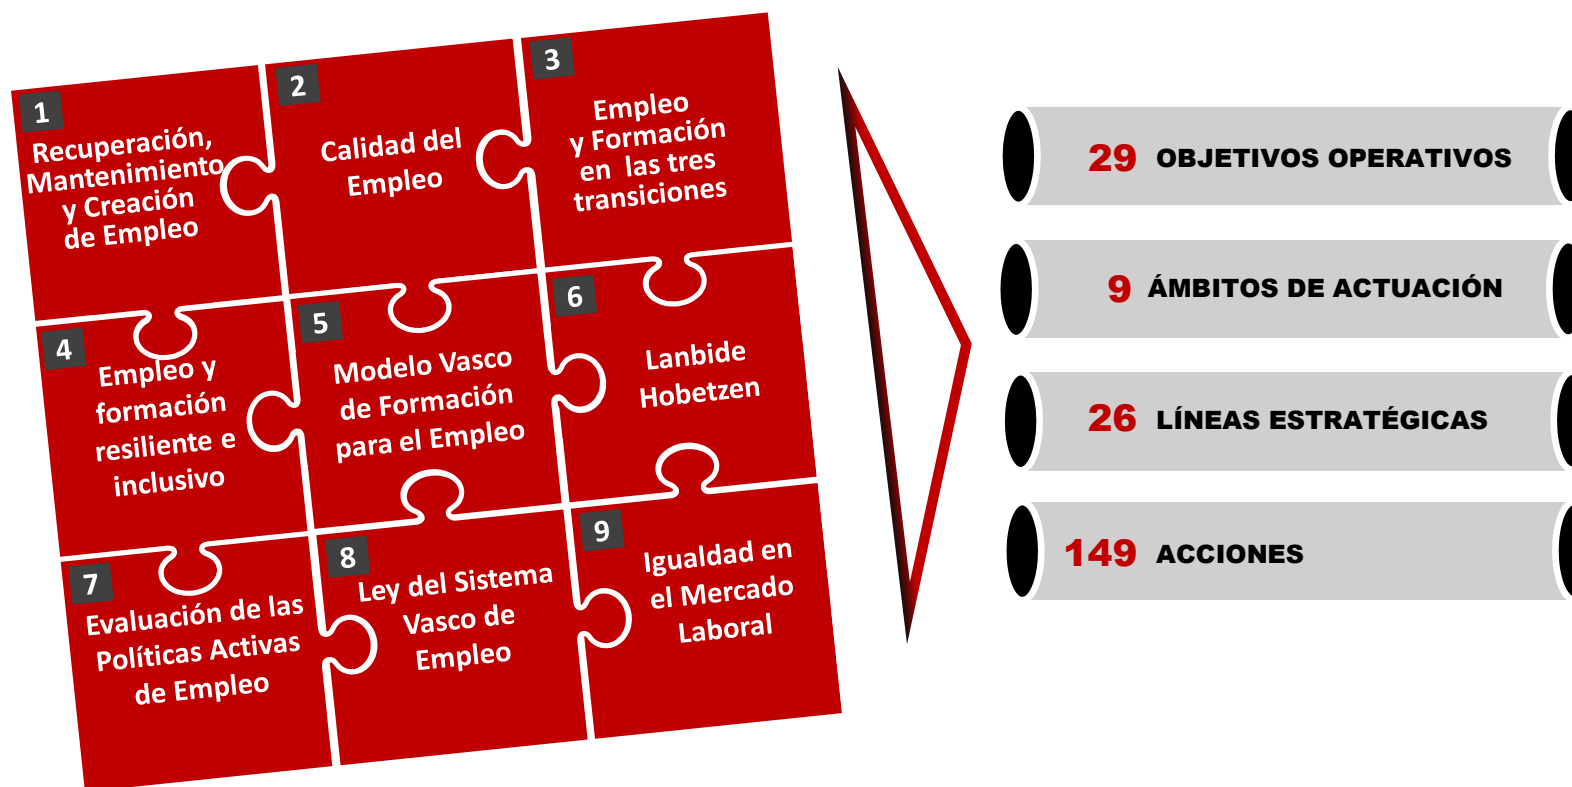 1
Recuperación,
Mantenimiento
y Creación
de Empleo
2
Calidad del
Empleo
3
Empleo
y Formación
en las tres
transiciones
4
Empleo y
formación
resiliente e
inclusivo
5
Modelo Vasco
de Formación
para el Empleo
6
Lanbide
Hobetzen
7
Evaluación de las
Políticas Activas
de Empleo
8
Ley del Sistema
Vasco de
Empleo
9
Igualdad en
el Mercado
Laboral
29 OBJETIVOS OPERATIVOS
9 ÁMBITOS DE ACTUACIÓN
26 LÍNEAS ESTRATÉGICAS
149 ACCIONES